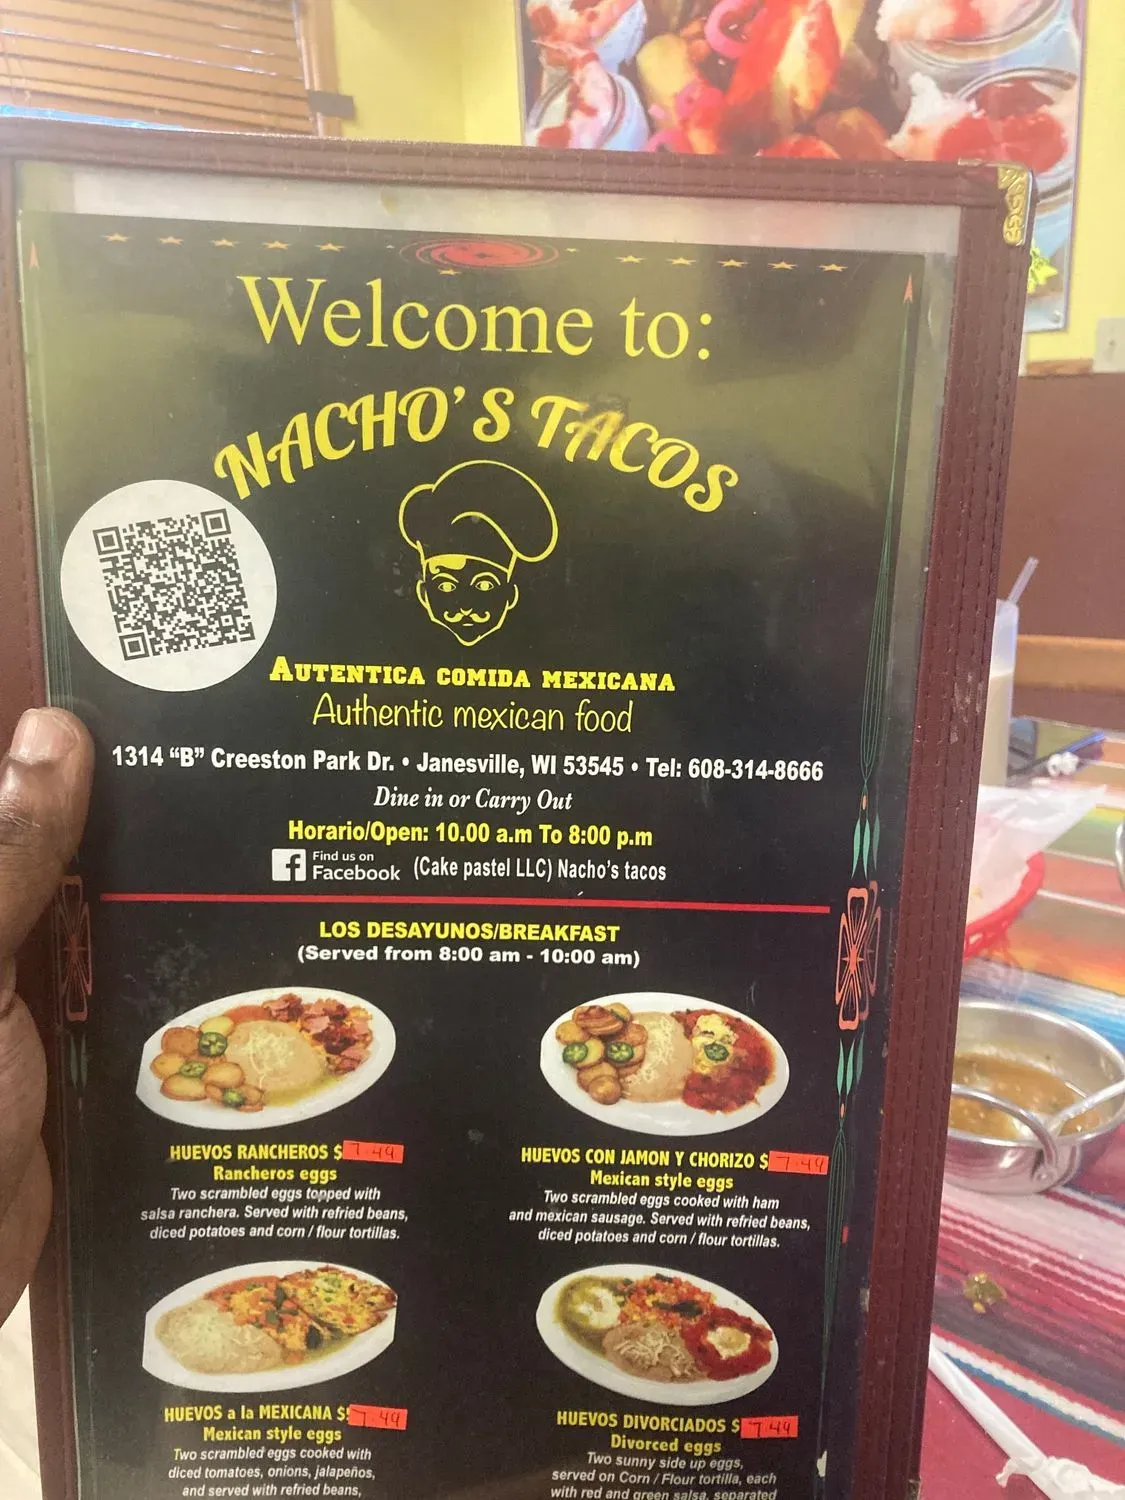 Welcome to:
NACHO'S TACOS
AUTENTICA COMIDA MEXICANA
Authentic mexican food
1314 “B” Creeston Park Dr. • Janesville, WI 53545 • Tel: 608-314-8666
Dine in or Carry Out
Horario/Open: 10.00 a.m To 8:00 p.m
f Find us on Facebook (Cake pastel LLC) Nacho's tacos
LOS DESAYUNOS/BREAKFAST
(Served from 8:00 am - 10:00 am)
HUEVOS RANCHEROS $ 7.49
Rancheros eggs
Two scrambled eggs topped with
salsa ranchera. Served with refried beans,
diced potatoes and corn / flour tortillas.
HUEVOS CON JAMON Y CHORIZO $ 7.49
Mexican style eggs
Two scrambled eggs cooked with ham
and mexican sausage. Served with refried beans,
diced potatoes and corn / flour tortillas.
HUEVOS a la MEXICANA $ 7.49
Mexican style eggs
Two scrambled eggs cooked with
diced tomatoes, onions, jalapeños,
and served with refried beans,
HUEVOS DIVORCIADOS $ 7.49
Divorced eggs
Two sunny side up eggs,
served on Corn / Flour tortilla, each
with red and green salsa, separated